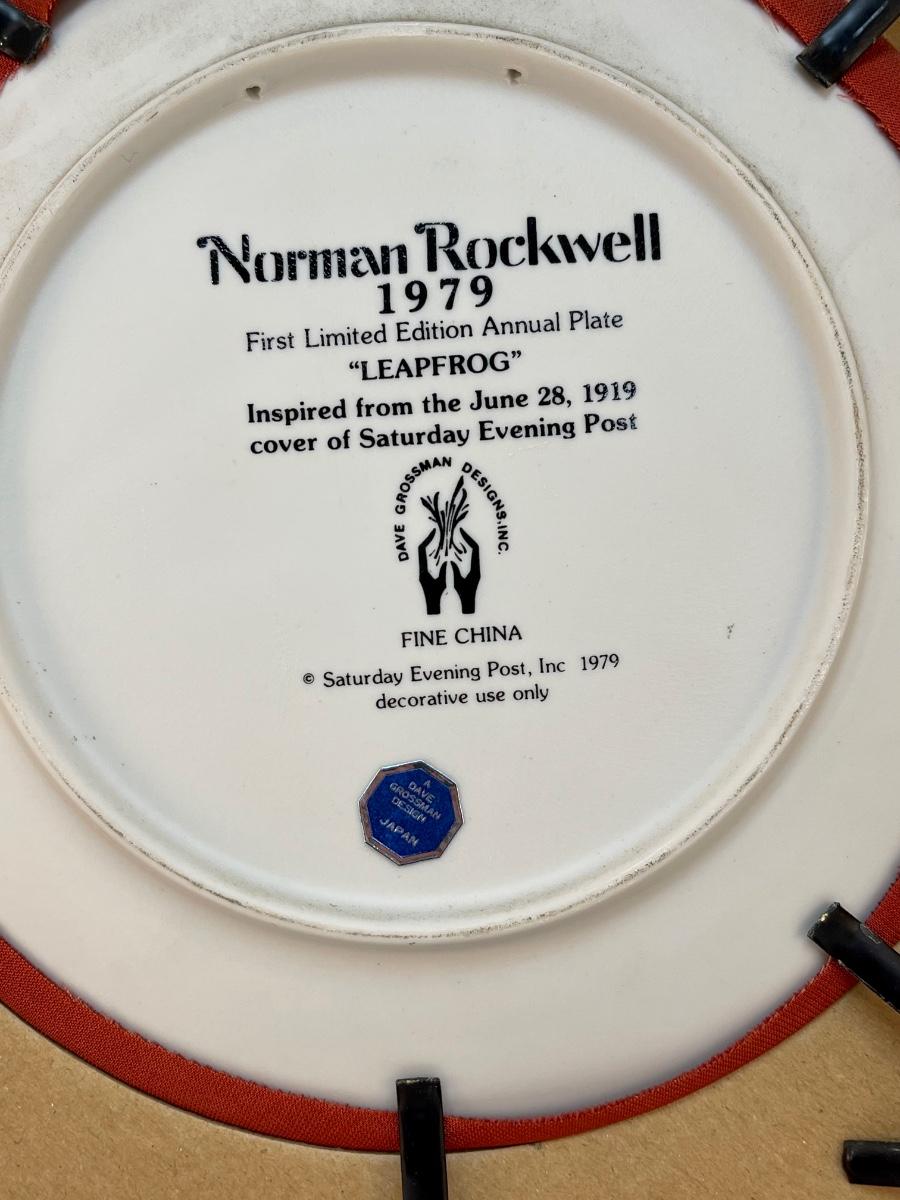 Norman Rockwell
1979
First Limited Edition Annual Plate
“LEAPFROG”
Inspired from the June 28, 1919
cover of Saturday Evening Post
DAVE GROSSMAN DESIGNS, INC.
FINE CHINA
© Saturday Evening Post, Inc 1979
decorative use only
A
DAVE
GROSSMAN
DESIGN
JAPAN